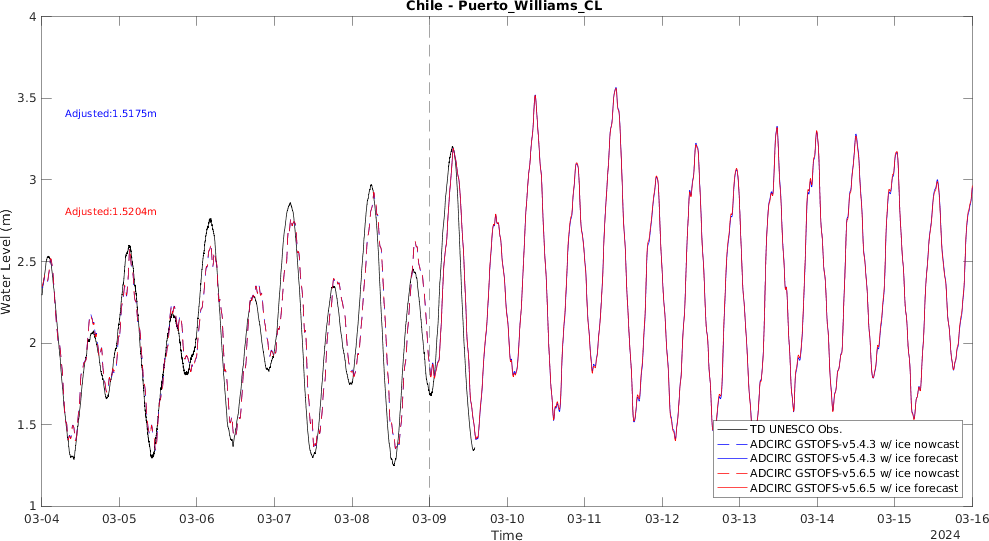 Chile - Puerto_Williams_CL
4
3.5
3
2.5
2
1.5
1
Water Level (m)
Adjusted:1.5175m
Adjusted:1.5204m
TD UNESCO Obs.
ADCIRC GSTOFS-v5.4.3 w/ ice nowcast
ADCIRC GSTOFS-v5.4.3 w/ ice forecast
ADCIRC GSTOFS-v5.6.5 w/ ice nowcast
ADCIRC GSTOFS-v5.6.5 w/ ice forecast
03-04 03-05 03-06 03-07 03-08 03-09 03-10 03-11 03-12 03-13 03-14 03-15 03-16
Time
2024